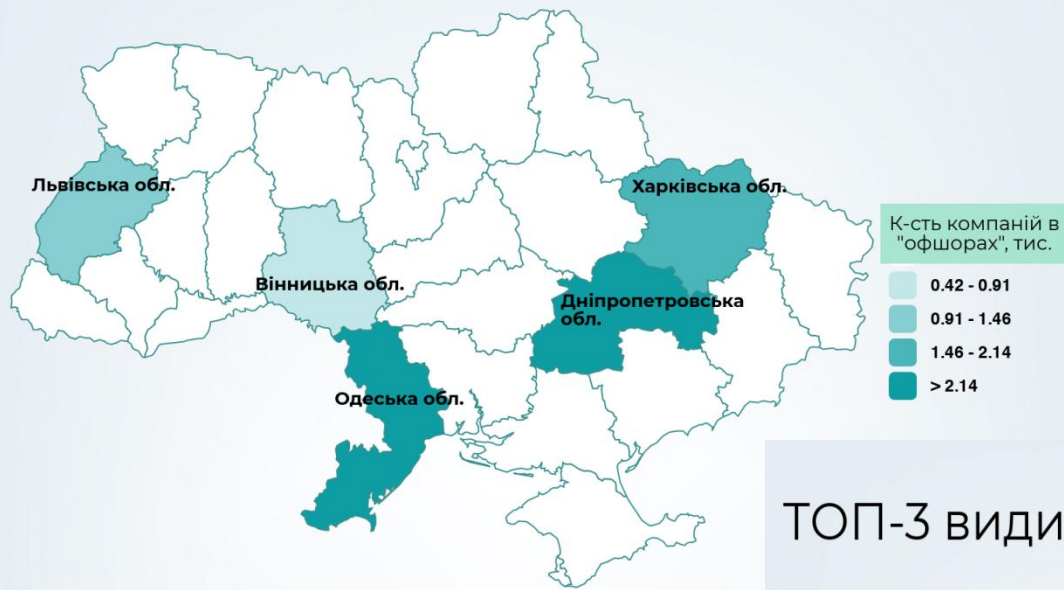 Львівська обл.
Харківська обл.
Вінницька обл.
Дніпропетровська
обл.
Одеська обл.
К-сть компаній в
"офшорах", тис.
0.42 - 0.91
0.91 - 1.46
1.46 - 2.14
> 2.14
ТОП-3 види